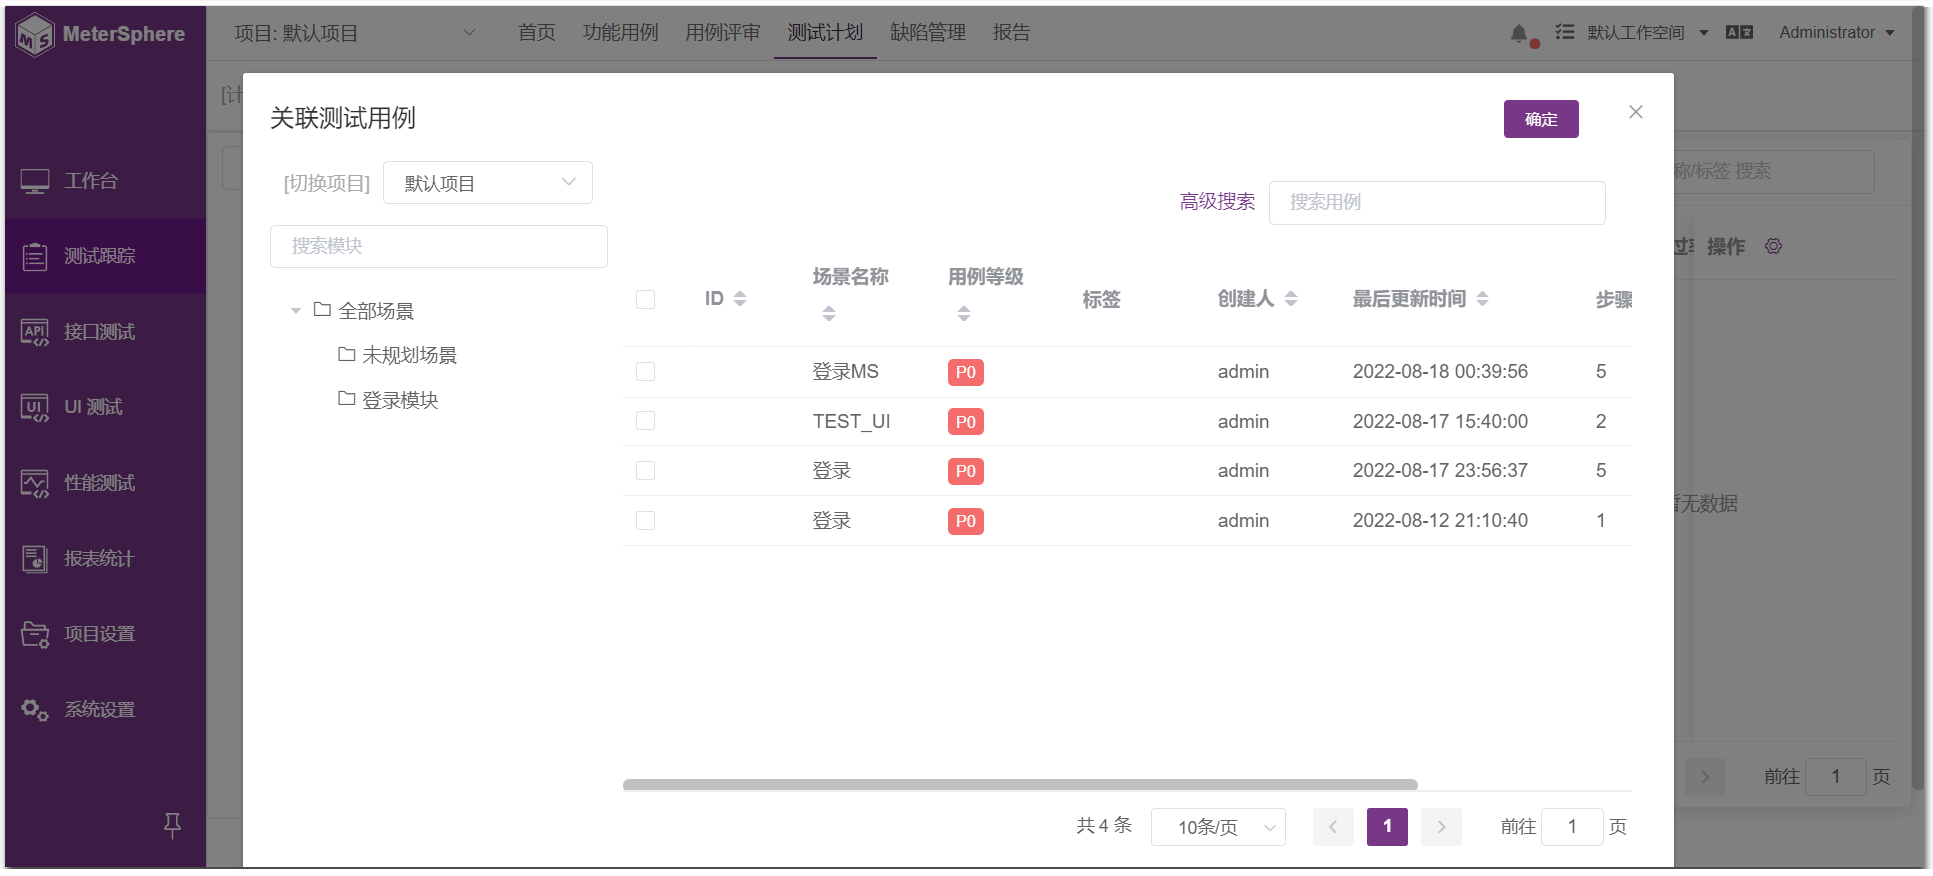 MeterSphere
项目: 默认项目
首页
功能用例
用例评审
测试计划
缺陷管理
报告
默认工作空间
Administrator
[计
关联测试用例
确定
[切换项目]
默认项目
高级搜索
搜索用例
搜索模块
全部场景
未规划场景
登录模块
ID
场景名称
用例等级
标签
创建人
最后更新时间
步骤
登录MS P0 admin 2022-08-18 00:39:56 5
TEST_UI P0 admin 2022-08-17 15:40:00 2
登录 P0 admin 2022-08-17 23:56:37 5
登录 P0 admin 2022-08-12 21:10:40 1
共 4 条
10条/页
1
前往 1 页
工作台
测试跟踪
接口测试
UI 测试
性能测试
报表统计
项目设置
系统设置
/标签 搜索
操作
无数据
前往 1 页